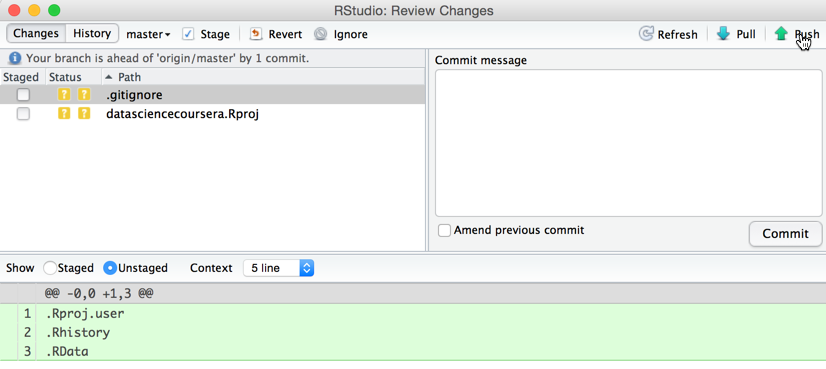 RStudio: Review Changes
Changes History master Stage Revert Ignore Refresh Pull Push
Your branch is ahead of 'origin/master' by 1 commit.
Commit message
Staged Status Path
? ? .gitignore
? ? datasciencecoursera.Rproj
Amend previous commit
Commit
Show Staged Unstaged Context 5 line
@@ -0,0 +1,3 @@
1 .Rproj.user
2 .Rhistory
3 .RData